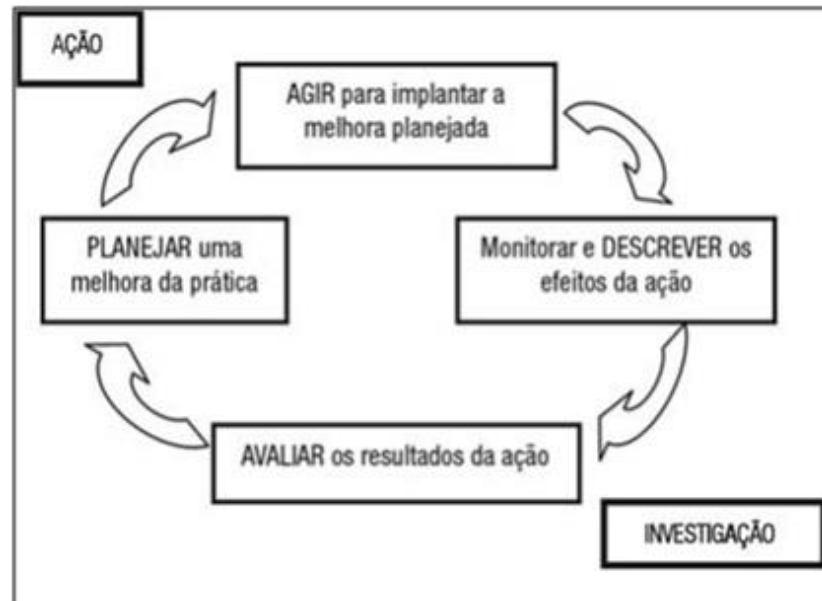 AÇÃO
AGIR para implantar a
melhora planejada
PLANEJAR uma
melhora da prática
Monitorar e DESCREVER os
efeitos da ação
AVALIAR os resultados da ação
INVESTIGAÇÃO